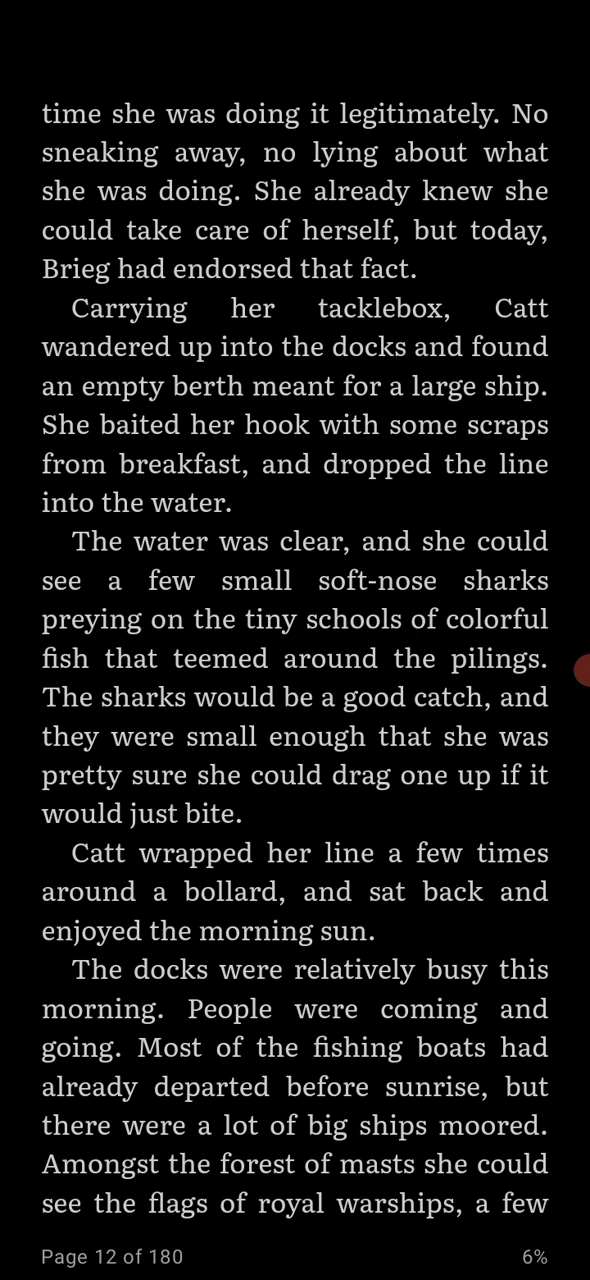 time she was doing it legitimately. No
sneaking away, no lying about what
she was doing. She already knew she
could take care of herself, but today,
Brieg had endorsed that fact.
Carrying her tacklebox, Catt
wandered up into the docks and found
an empty berth meant for a large ship.
She baited her hook with some scraps
from breakfast, and dropped the line
into the water.
The water was clear, and she could
see a few small soft-nose sharks
preying on the tiny schools of colorful
fish that teemed around the pilings.
The sharks would be a good catch, and
they were small enough that she was
pretty sure she could drag one up if it
would just bite.
Catt wrapped her line a few times
around a bollard, and sat back and
enjoyed the morning sun.
The docks were relatively busy this
morning. People were coming and
going. Most of the fishing boats had
already departed before sunrise, but
there were a lot of big ships moored.
Amongst the forest of masts she could
see the flags of royal warships, a few
Page 12 of 180 6%